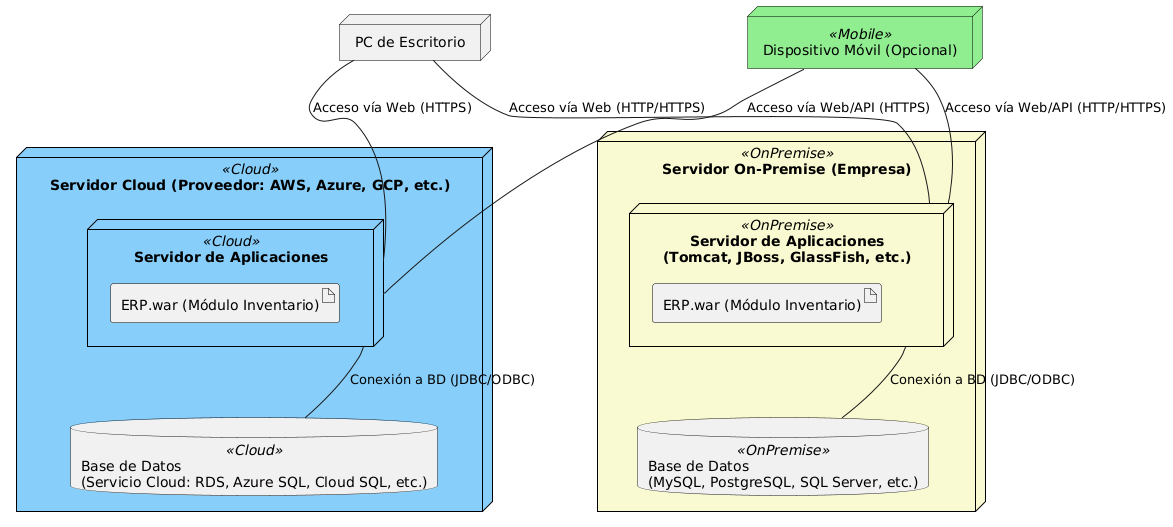 PC de Escritorio
«Mobile»
Dispositivo Móvil (Opcional)
Acceso vía Web (HTTPS)
Acceso vía Web (HTTP/HTTPS)
Acceso vía Web/API (HTTPS)
Acceso vía Web/API (HTTP/HTTPS)
«Cloud»
Servidor Cloud (Proveedor: AWS, Azure, GCP, etc.)
«Cloud»
Servidor de Aplicaciones
ERP.war (Módulo Inventario)
Conexión a BD (JDBC/ODBC)
«Cloud»
Base de Datos
(Servicio Cloud: RDS, Azure SQL, Cloud SQL, etc.)
«OnPremise»
Servidor On-Premise (Empresa)
«OnPremise»
Servidor de Aplicaciones
(Tomcat, JBoss, GlassFish, etc.)
ERP.war (Módulo Inventario)
Conexión a BD (JDBC/ODBC)
«OnPremise»
Base de Datos
(MySQL, PostgreSQL, SQL Server, etc.)